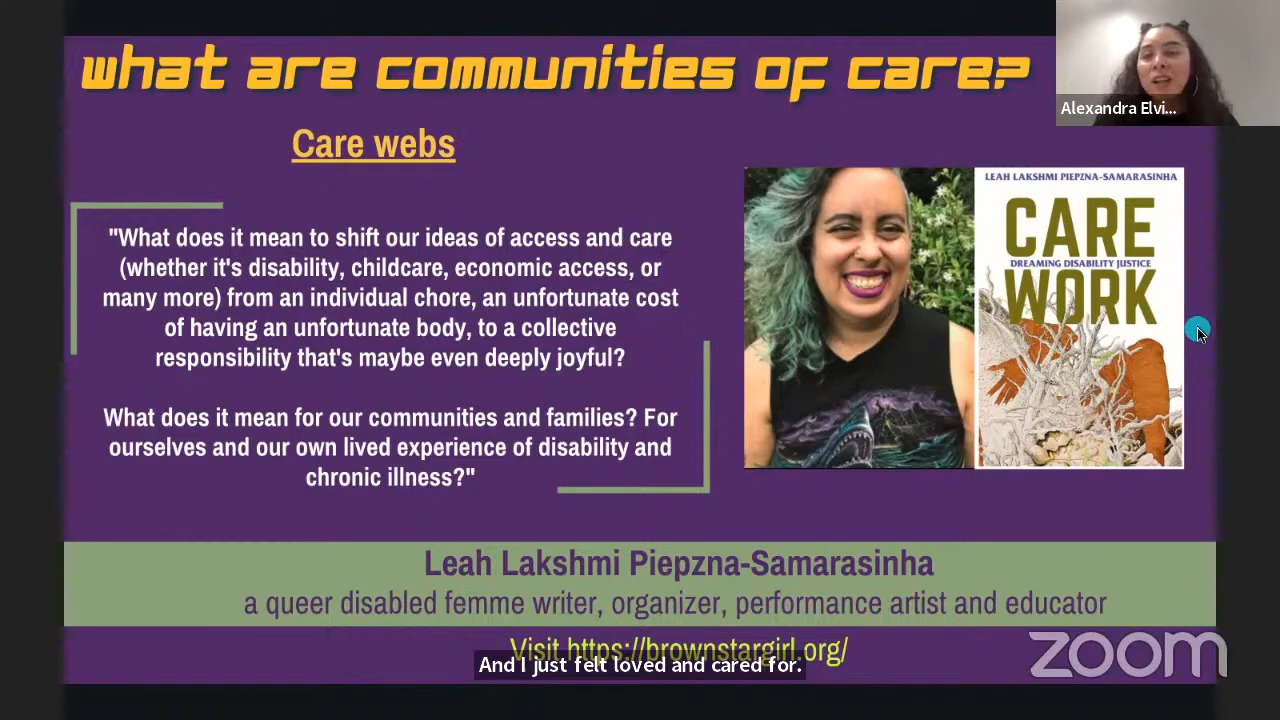 what are communities of care?
Alexandra Elvi...
Care webs
"What does it mean to shift our ideas of access and care
(whether it's disability, childcare, economic access, or
many more) from an individual chore, an unfortunate cost
of having an unfortunate body, to a collective
responsibility that's maybe even deeply joyful?
What does it mean for our communities and families? For
ourselves and our own lived experience of disability and
chronic illness?"
LEAH LAKSHMI PIEPZNA-SAMARASINHA
CARE
DREAMING DISABILITY JUSTICE
WORK
Leah Lakshmi Piepzna-Samarasinha
a queer disabled femme writer, organizer, performance artist and educator
Visit https://brownstargirl.org/
And I just felt loved and cared for.
zoom